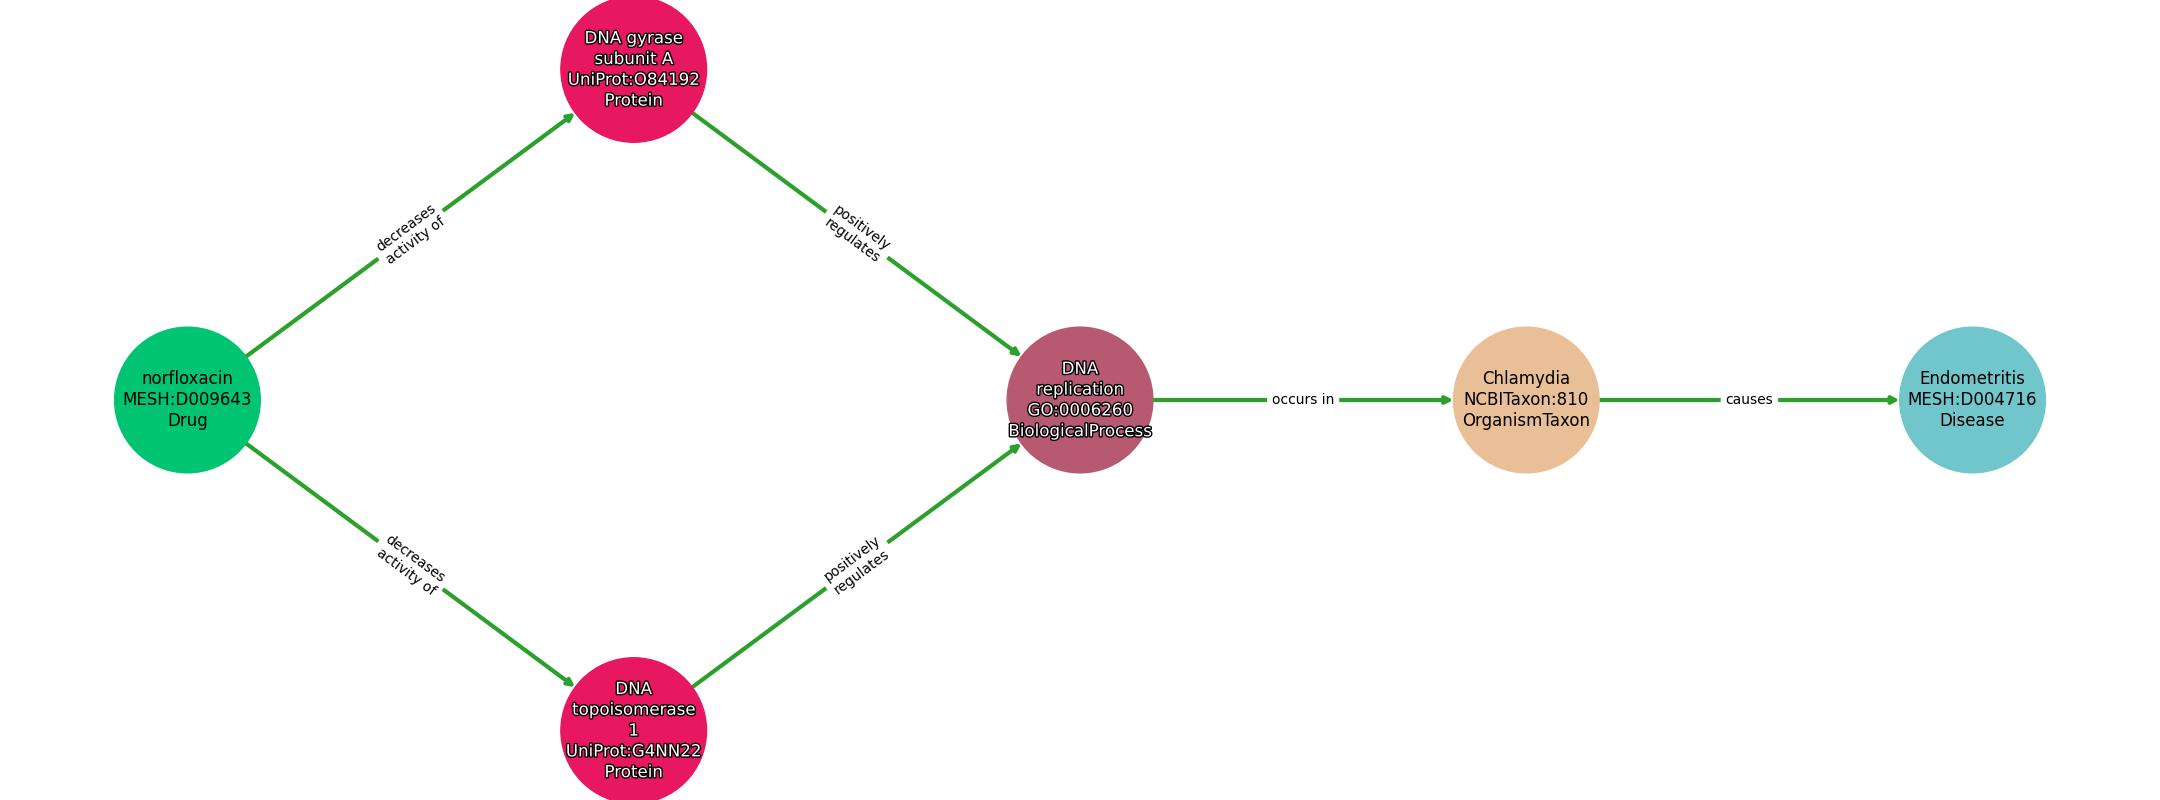 DNA gyrase
subunit A
UniProt:O84192
Protein
decreases
activity of
positively
regulates
norfloxacin
MESH:D009643
Drug
DNA
replication
GO:0006260
BiologicalProcess
occurs in
Chlamydia
NCBITaxon:810
OrganismTaxon
causes
Endometritis
MESH:D004716
Disease
decreases
activity of
positively
regulates
DNA
topoisomerase
1
UniProt:G4NN22
Protein